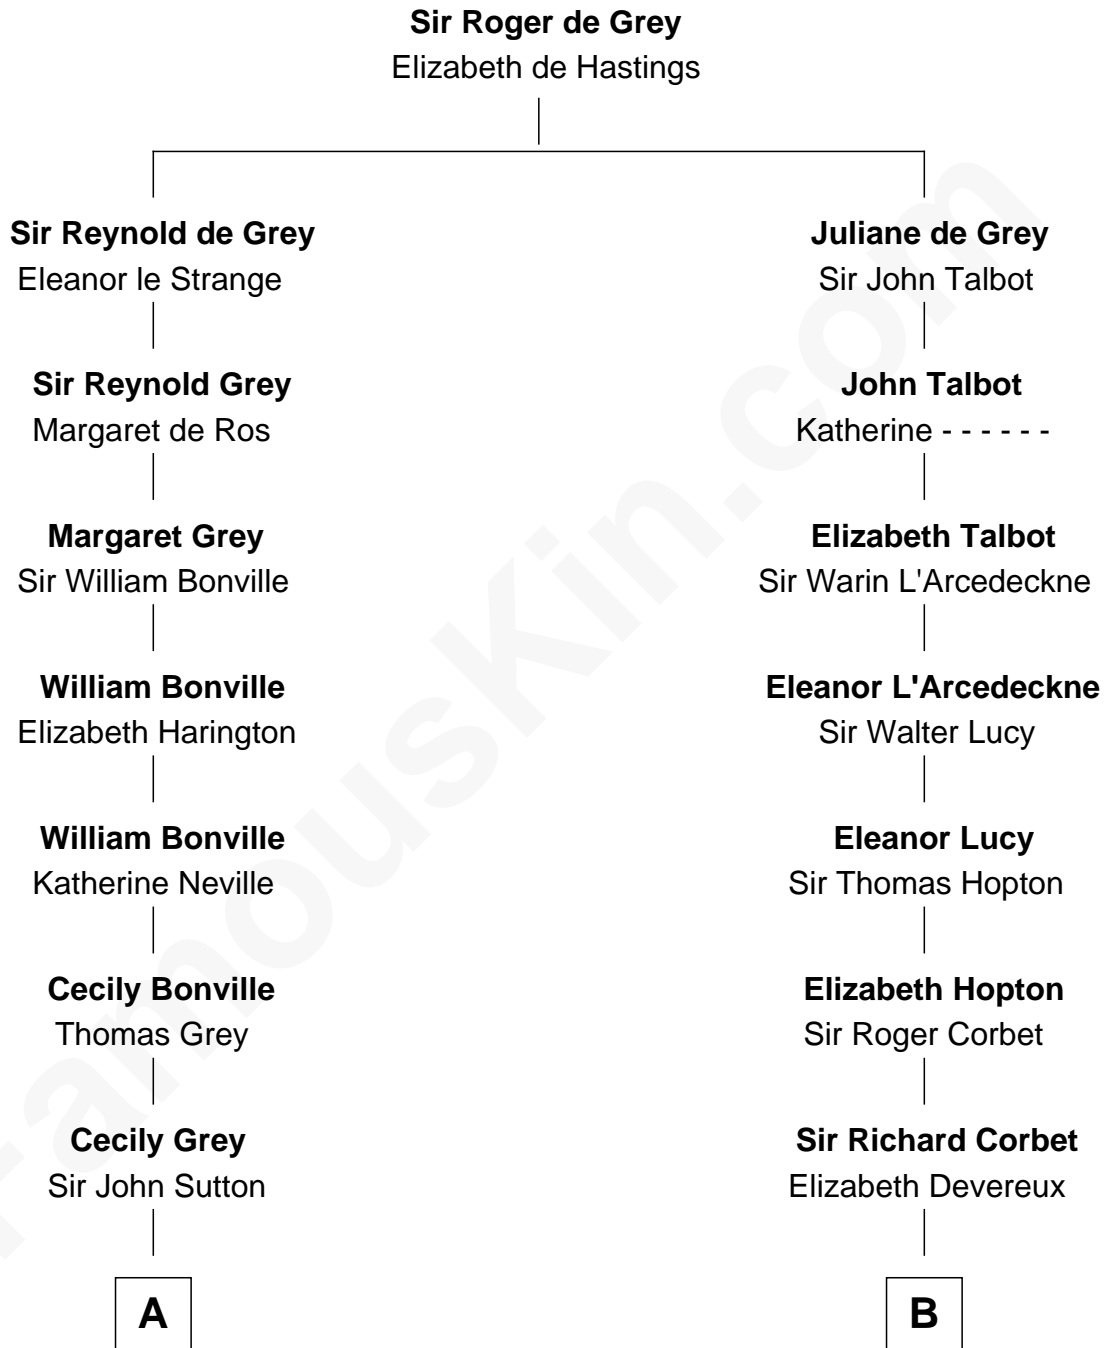 Sir Roger de Grey
Elizabeth de Hastings
Sir Reynold de Grey
Eleanor le Strange
Juliane de Grey
Sir John Talbot
Sir Reynold Grey
Margaret de Ros
John Talbot
Katherine - - - - - -
Margaret Grey
Sir William Bonville
Elizabeth Talbot
Sir Warin L'Arcedeckne
William Bonville
Elizabeth Harington
Eleanor L'Arcedeckne
Sir Walter Lucy
William Bonville
Katherine Neville
Eleanor Lucy
Sir Thomas Hopton
Cecily Bonville
Thomas Grey
Elizabeth Hopton
Sir Roger Corbet
Cecily Grey
Sir John Sutton
Sir Richard Corbet
Elizabeth Devereux
A
B
FamousKin.com